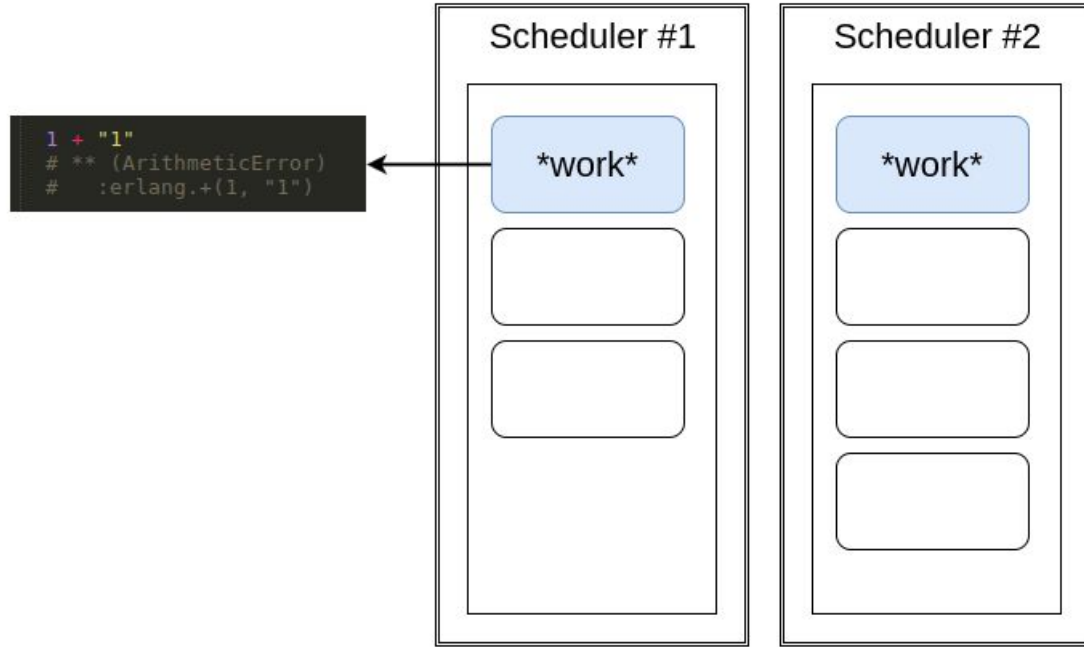 Scheduler #1
Scheduler #2
1 + "1"
# ** (ArithmeticError)
#   :erlang.+(1, "1")
*work*
*work*